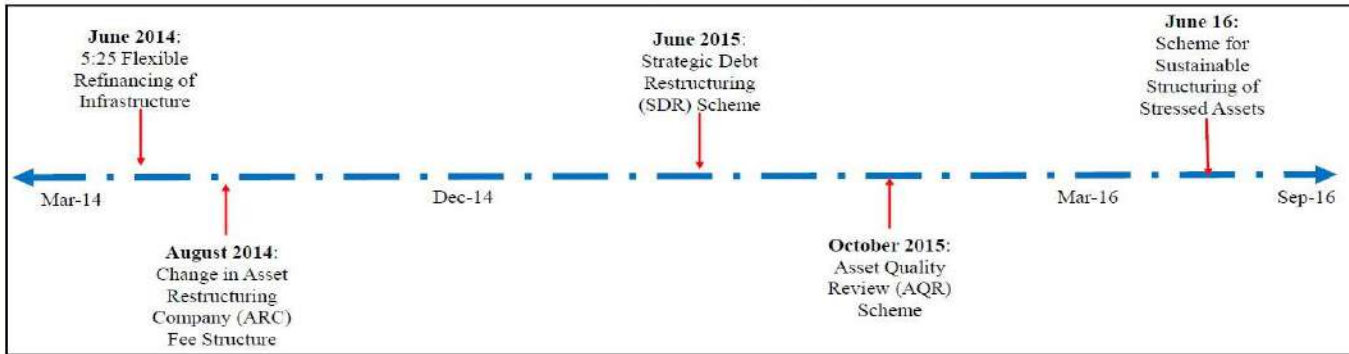 June 2014:
5:25 Flexible
Refinancing of
Infrastructure
June 2015:
Strategic Debt
Restructuring
(SDR) Scheme
June 16:
Scheme for
Sustainable
Structuring of
Stressed Assets
Mar-14
Dec-14
Mar-16
Sep-16
August 2014:
Change in Asset
Restructuring
Company (ARC)
Fee Structure
October 2015:
Asset Quality
Review (AQR)
Scheme